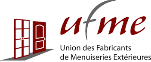 ufme
Union des Fabricants
de Menuiseries Extérieures